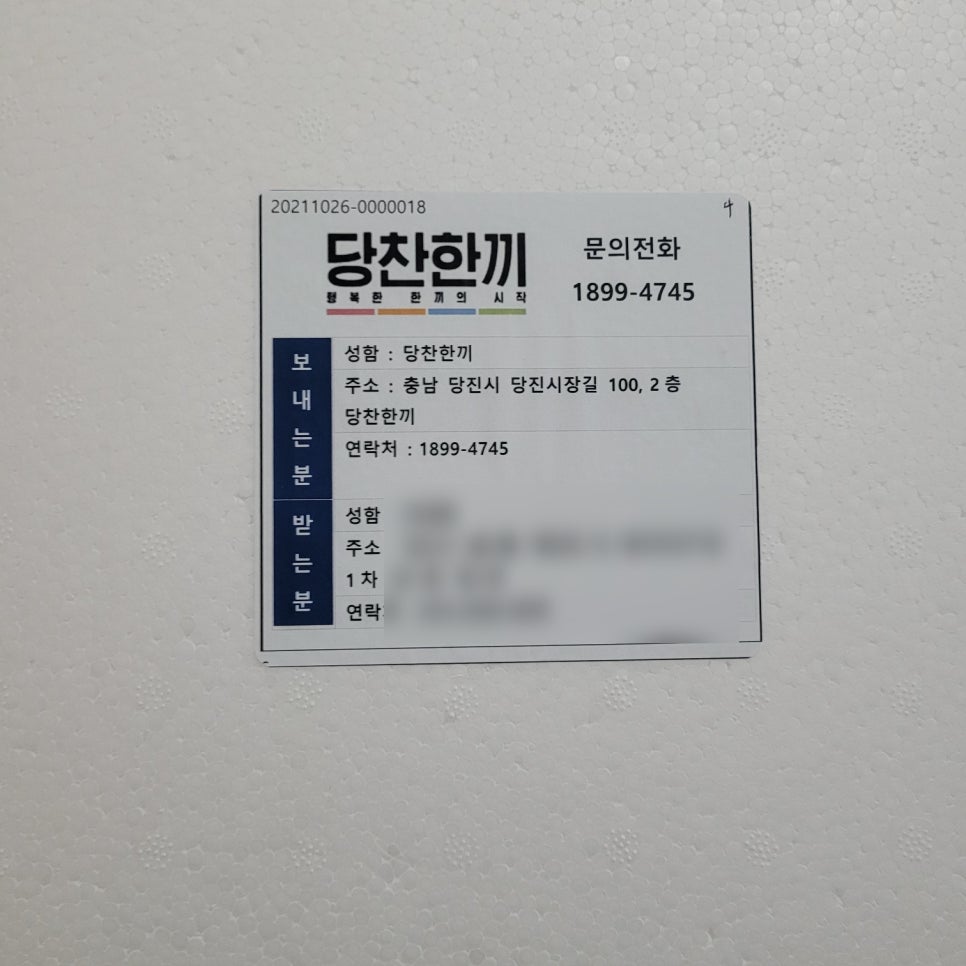 20211026-0000018
4
당찬한끼
행복한 한끼의 시작
문의전화
1899-4745
보내는분
성함 : 당찬한끼
주소 : 충남 당진시 당진시장길 100, 2층
당찬한끼
연락처 : 1899-4745
받는분
성함
주소
1차
연락